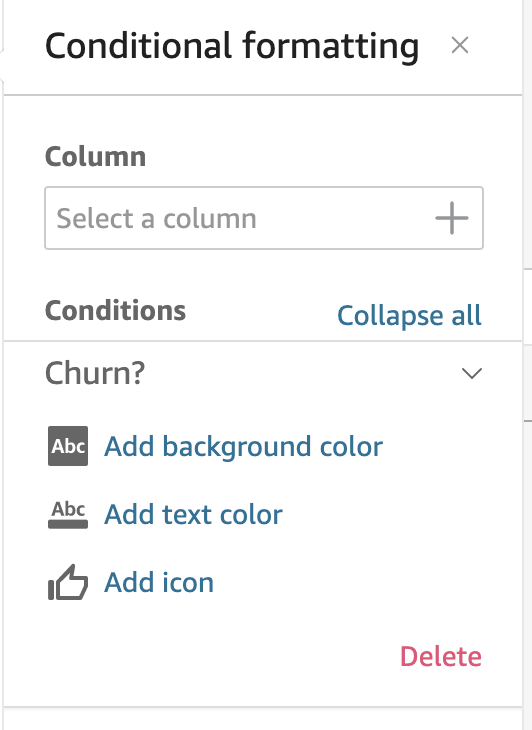 Conditional formatting
Column
Select a column
Conditions
Collapse all
Churn?
Abc Add background color
Abc Add text color
Add icon
Delete